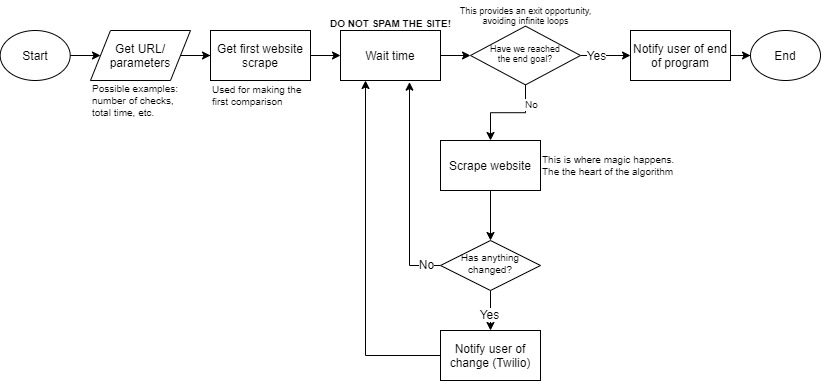 This provides an exit opportunity,
avoiding infinite loops
DO NOT SPAM THE SITE!
Start
Get URL/
parameters
Get first website
scrape
Wait time
Have we reached
the end goal?
Yes
Notify user of end
of program
End
Possible examples:
number of checks,
total time, etc.
Used for making the
first comparison
No
Scrape website
This is where magic happens.
The the heart of the algorithm
Has anything
changed?
No
Yes
Notify user of
change (Twilio)